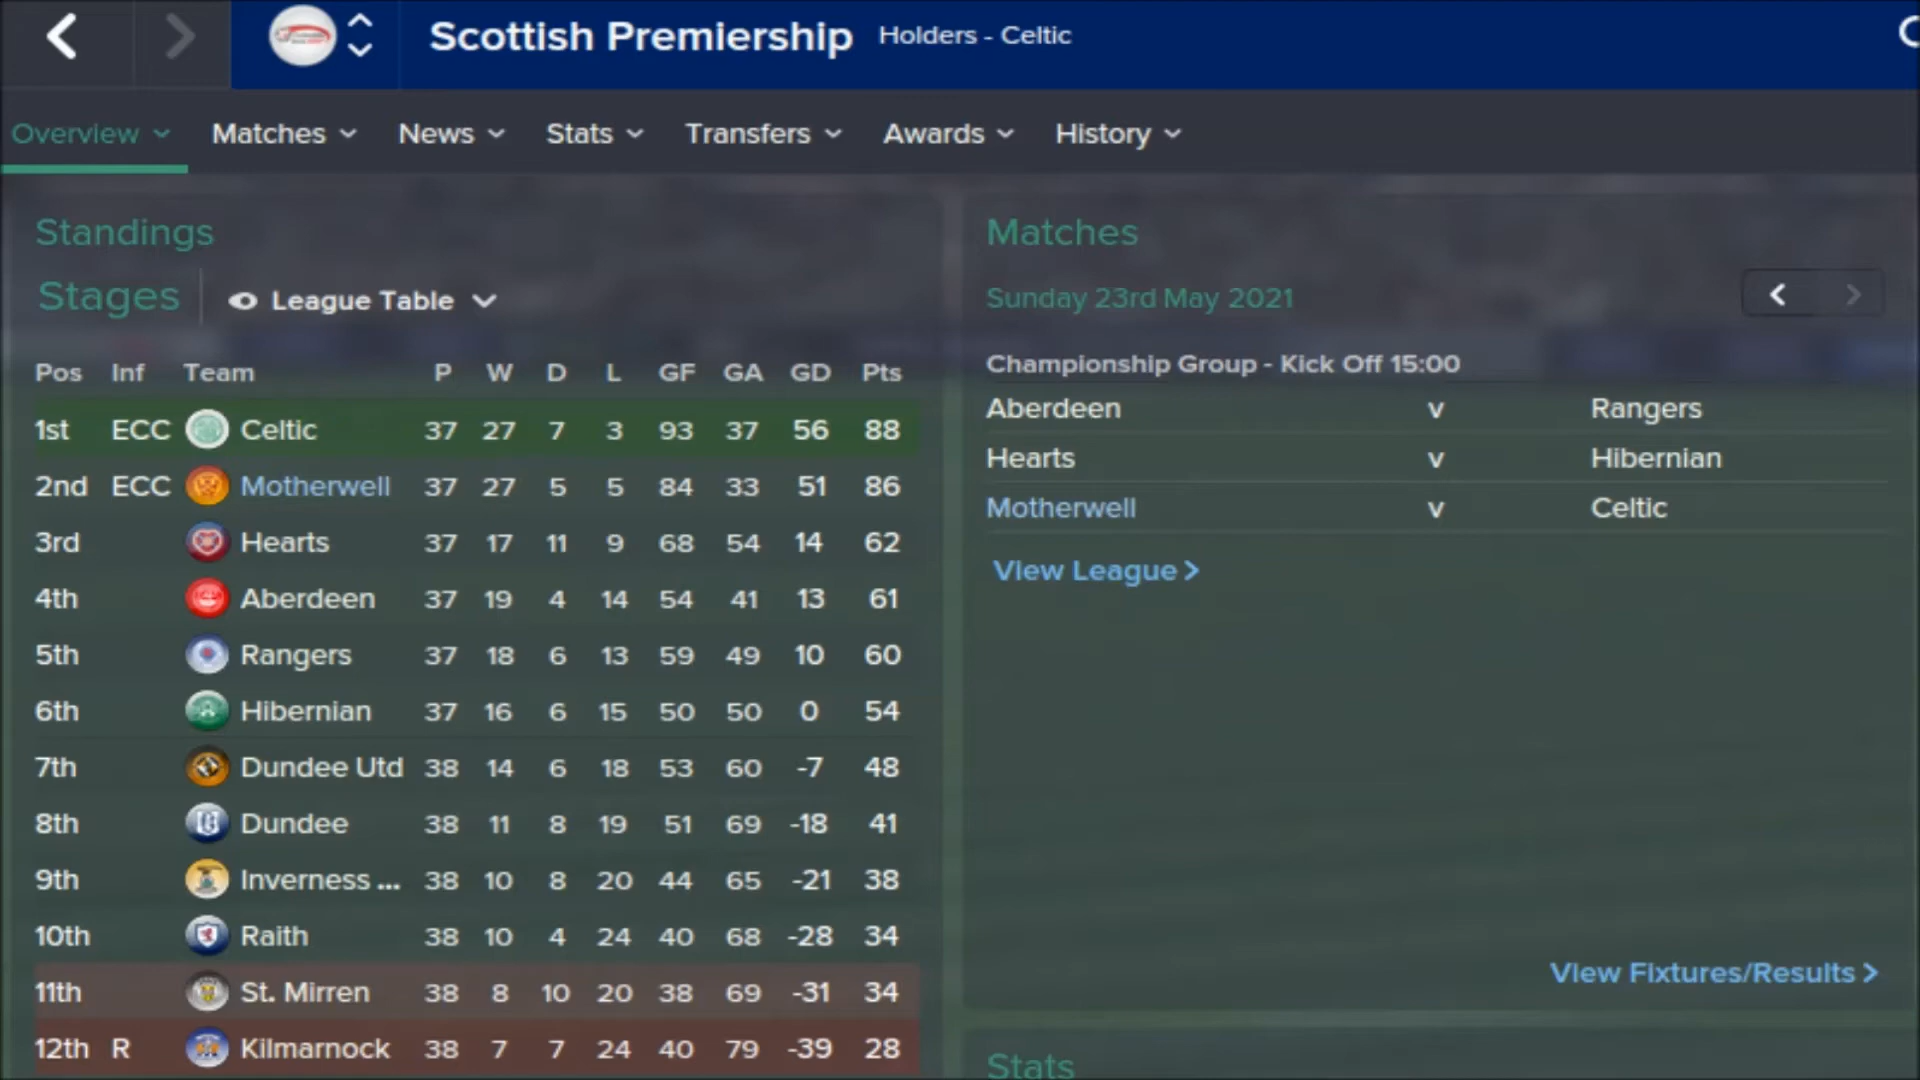 Scottish Premiership Holders - Celtic
Overview Matches News Stats Transfers Awards History
Standings
Stages League Table
Pos Inf Team P W D L GF GA GD Pts
1st ECC Celtic 37 27 7 3 93 37 56 88
2nd ECC Motherwell 37 27 5 5 84 33 51 86
3rd Hearts 37 17 11 9 68 54 14 62
4th Aberdeen 37 19 4 14 54 41 13 61
5th Rangers 37 18 6 13 59 49 10 60
6th Hibernian 37 16 6 15 50 50 0 54
7th Dundee Utd 38 14 6 18 53 60 -7 48
8th Dundee 38 11 8 19 51 69 -18 41
9th Inverness ... 38 10 8 20 44 65 -21 38
10th Raith 38 10 4 24 40 68 -28 34
11th St. Mirren 38 8 10 20 38 69 -31 34
12th R Kilmarnock 38 7 7 24 40 79 -39 28
Matches
Sunday 23rd May 2021
Championship Group - Kick Off 15:00
Aberdeen v Rangers
Hearts v Hibernian
Motherwell v Celtic
View League >
View Fixtures/Results >
Stats